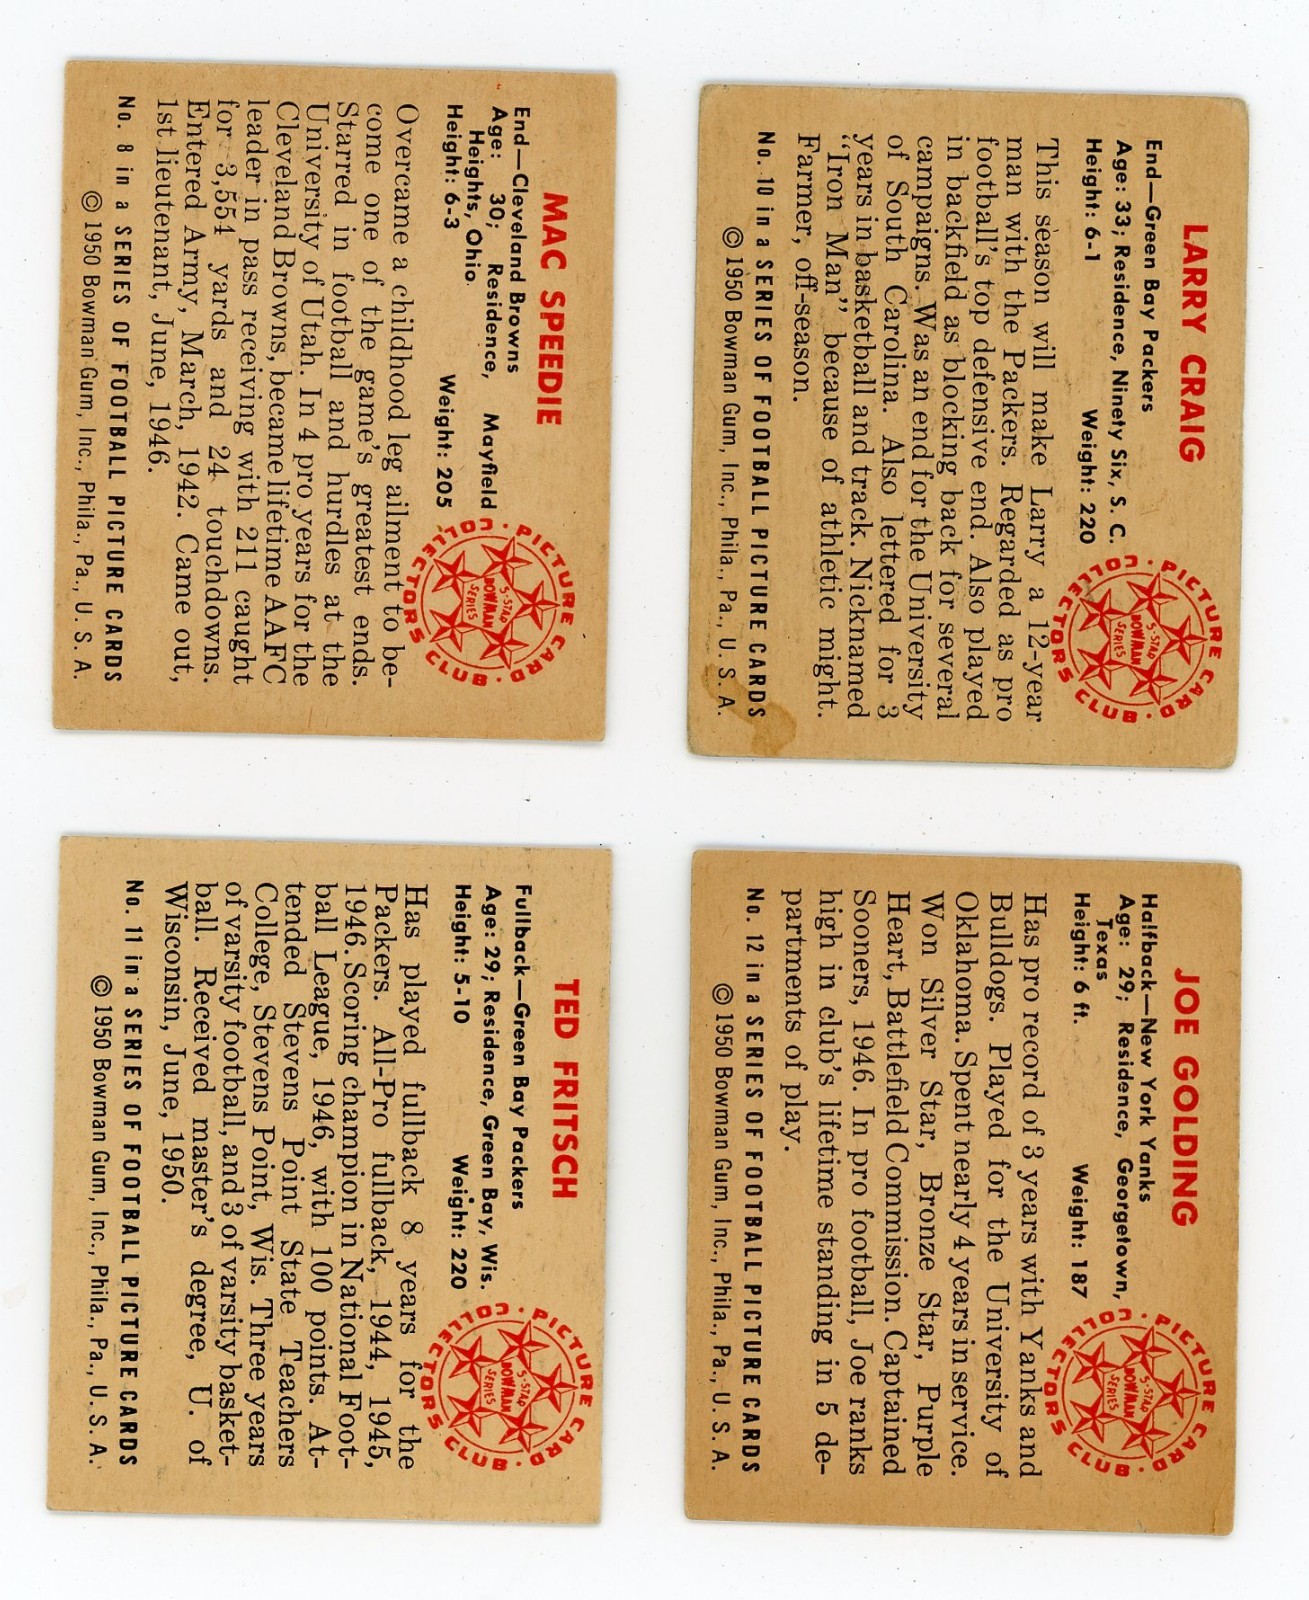 MAC SPEEDIE
End—Cleveland Browns
Age: 30; Residence, Mayfield
Heights, Ohio.
Height: 6-3 Weight: 205
Overcame a childhood leg ailment to be-
come one of the game's greatest ends.
Starred in football and hurdles at the
University of Utah. In 4 pro years for the
Cleveland Browns, became lifetime AAFC
leader in pass receiving with 211 caught
for 3,554 yards and 24 touchdowns.
Entered Army, March, 1942. Came out,
1st lieutenant, June, 1946.
No. 8 in a SERIES OF FOOTBALL PICTURE CARDS
© 1950 Bowman Gum, Inc., Phila., Pa., U. S. A.
PICTURE CARD COLLECTORS CLUB
5-STAR
BOWMAN
SERIES
LARRY CRAIG
End—Green Bay Packers
Age: 33; Residence, Ninety Six, S. C.
Height: 6-1 Weight: 220
This season will make Larry a 12-year
man with the Packers. Regarded as pro
football's top defensive end. Also played
in backfield as blocking back for several
campaigns. Was an end for the University
of South Carolina. Also lettered for 3
years in basketball and track. Nicknamed
"Iron Man" because of athletic might.
Farmer, off-season.
No. 10 in a SERIES OF FOOTBALL PICTURE CARDS
© 1950 Bowman Gum, Inc., Phila., Pa., U. S. A.
PICTURE CARD COLLECTORS CLUB
5-STAR
BOWMAN
SERIES
TED FRITSCH
Fullback—Green Bay Packers
Age: 29; Residence, Green Bay, Wis.
Height: 5-10 Weight: 220
Has played fullback 8 years for the
Packers. All-Pro fullback, 1944, 1945,
1946. Scoring champion in National Foot-
ball League, 1946, with 100 points. At-
tended Stevens Point State Teachers
College, Stevens Point, Wis. Three years
of varsity football, and 3 of varsity basket-
ball. Received master's degree, U. of
Wisconsin, June, 1950.
No. 11 in a SERIES OF FOOTBALL PICTURE CARDS
© 1950 Bowman Gum, Inc., Phila., Pa., U. S. A.
PICTURE CARD COLLECTORS CLUB
5-STAR
BOWMAN
SERIES
JOE GOLDING
Halfback—New York Yanks
Age: 29; Residence, Georgetown,
Texas
Height: 6 ft. Weight: 187
Has pro record of 3 years with Yanks and
Bulldogs. Played for the University of
Oklahoma. Spent nearly 4 years in service.
Won Silver Star, Bronze Star, Purple
Heart, Battlefield Commission. Captained
Sooners, 1946. In pro football, Joe ranks
high in club's lifetime standing in 5 de-
partments of play.
No. 12 in a SERIES OF FOOTBALL PICTURE CARDS
© 1950 Bowman Gum, Inc., Phila., Pa., U. S. A.
PICTURE CARD COLLECTORS CLUB
5-STAR
BOWMAN
SERIES